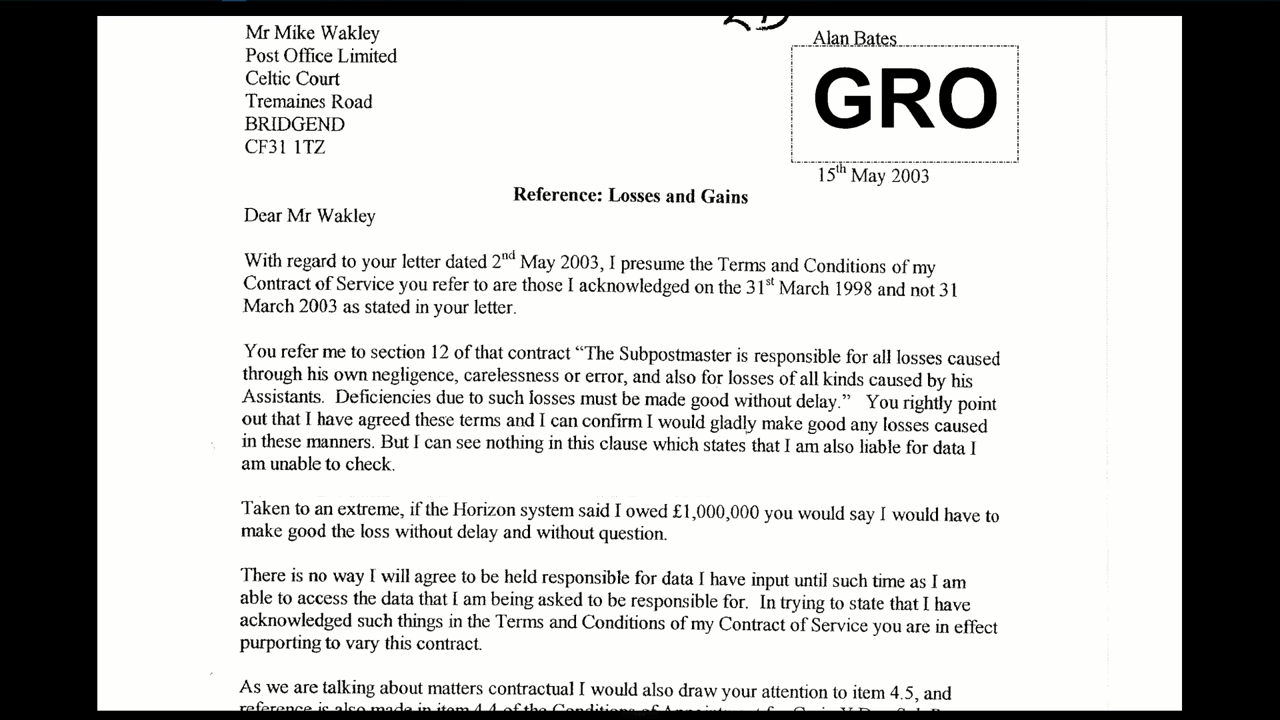 Mr Mike Wakley
Post Office Limited
Celtic Court
Tremaines Road
BRIDGEND
CF31 1TZ
Alan Bates
GRO
15th May 2003
Reference: Losses and Gains
Dear Mr Wakley
With regard to your letter dated 2nd May 2003, I presume the Terms and Conditions of my
Contract of Service you refer to are those I acknowledged on the 31st March 1998 and not 31
March 2003 as stated in your letter.
You refer me to section 12 of that contract “The Subpostmaster is responsible for all losses caused
through his own negligence, carelessness or error, and also for losses of all kinds caused by his
Assistants. Deficiencies due to such losses must be made good without delay.” You rightly point
out that I have agreed these terms and I can confirm I would gladly make good any losses caused
in these manners. But I can see nothing in this clause which states that I am also liable for data I
am unable to check.
Taken to an extreme, if the Horizon system said I owed £1,000,000 you would say I would have to
make good the loss without delay and without question.
There is no way I will agree to be held responsible for data I have input until such time as I am
able to access the data that I am being asked to be responsible for. In trying to state that I have
acknowledged such things in the Terms and Conditions of my Contract of Service you are in effect
purporting to vary this contract.
As we are talking about matters contractual I would also draw your attention to item 4.5, and
reference is also made in item 4.4 of the Conditions of